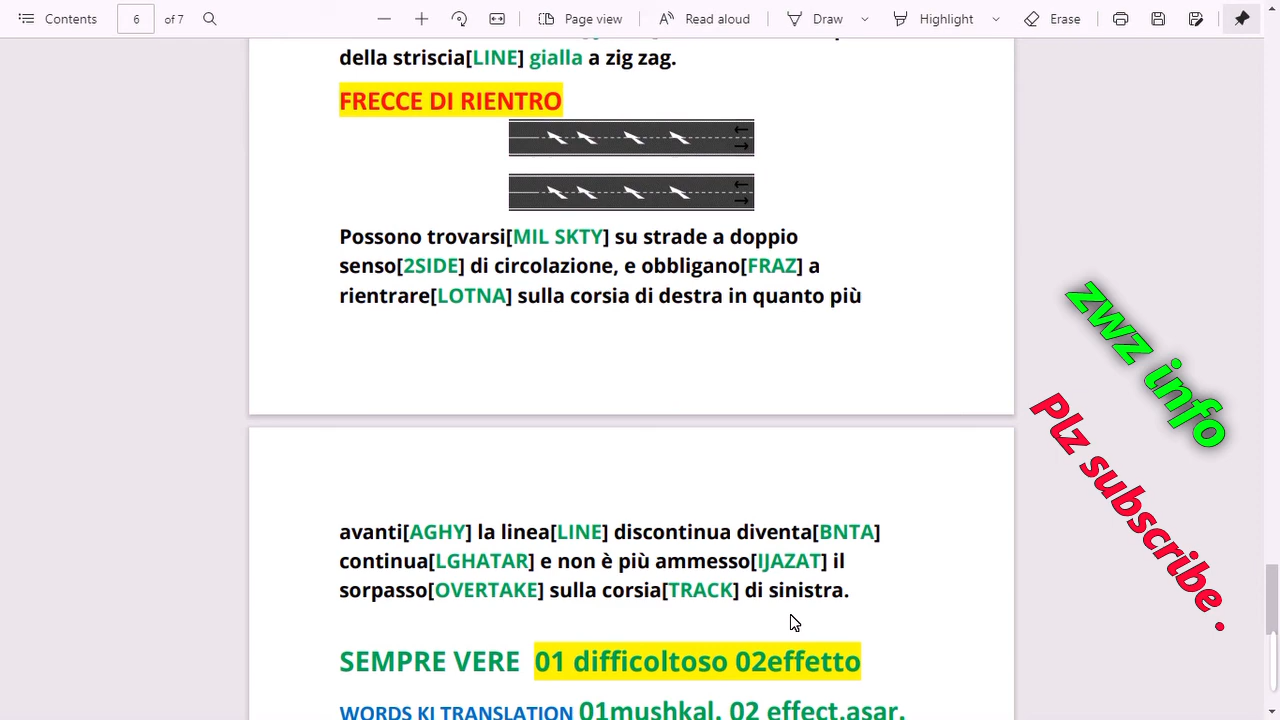 Contents
6
of 7
Page view
Read aloud
Draw
Highlight
Erase
della striscia[LINE] gialla a zig zag.
FRECCE DI RIENTRO
Possono trovarsi[MIL SKTY] su strade a doppio
senso[2SIDE] di circolazione, e obbligano[FRAZ] a
rientrare[LOTNA] sulla corsia di destra in quanto più
avanti[AGHY] la linea[LINE] discontinua diventa[BNTA]
continua[LGHATAR] e non è più ammesso[IJAZAT] il
sorpasso[OVERTAKE] sulla corsia[TRACK] di sinistra.
SEMPRE VERE 01 difficoltoso 02effetto
WORDS KI TRANSLATION 01mushkal. 02 effect.asar.
zwz info
Plz subscribe .